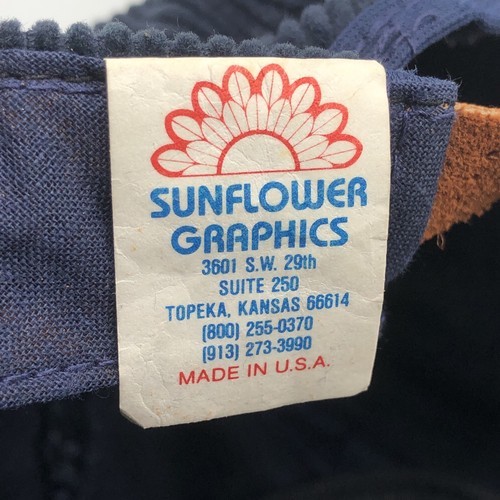 SUNFLOWER
GRAPHICS
3601 S.W. 29th
SUITE 250
TOPEKA, KANSAS 66614
(800) 255-0370
(913) 273-3990
MADE IN U.S.A.